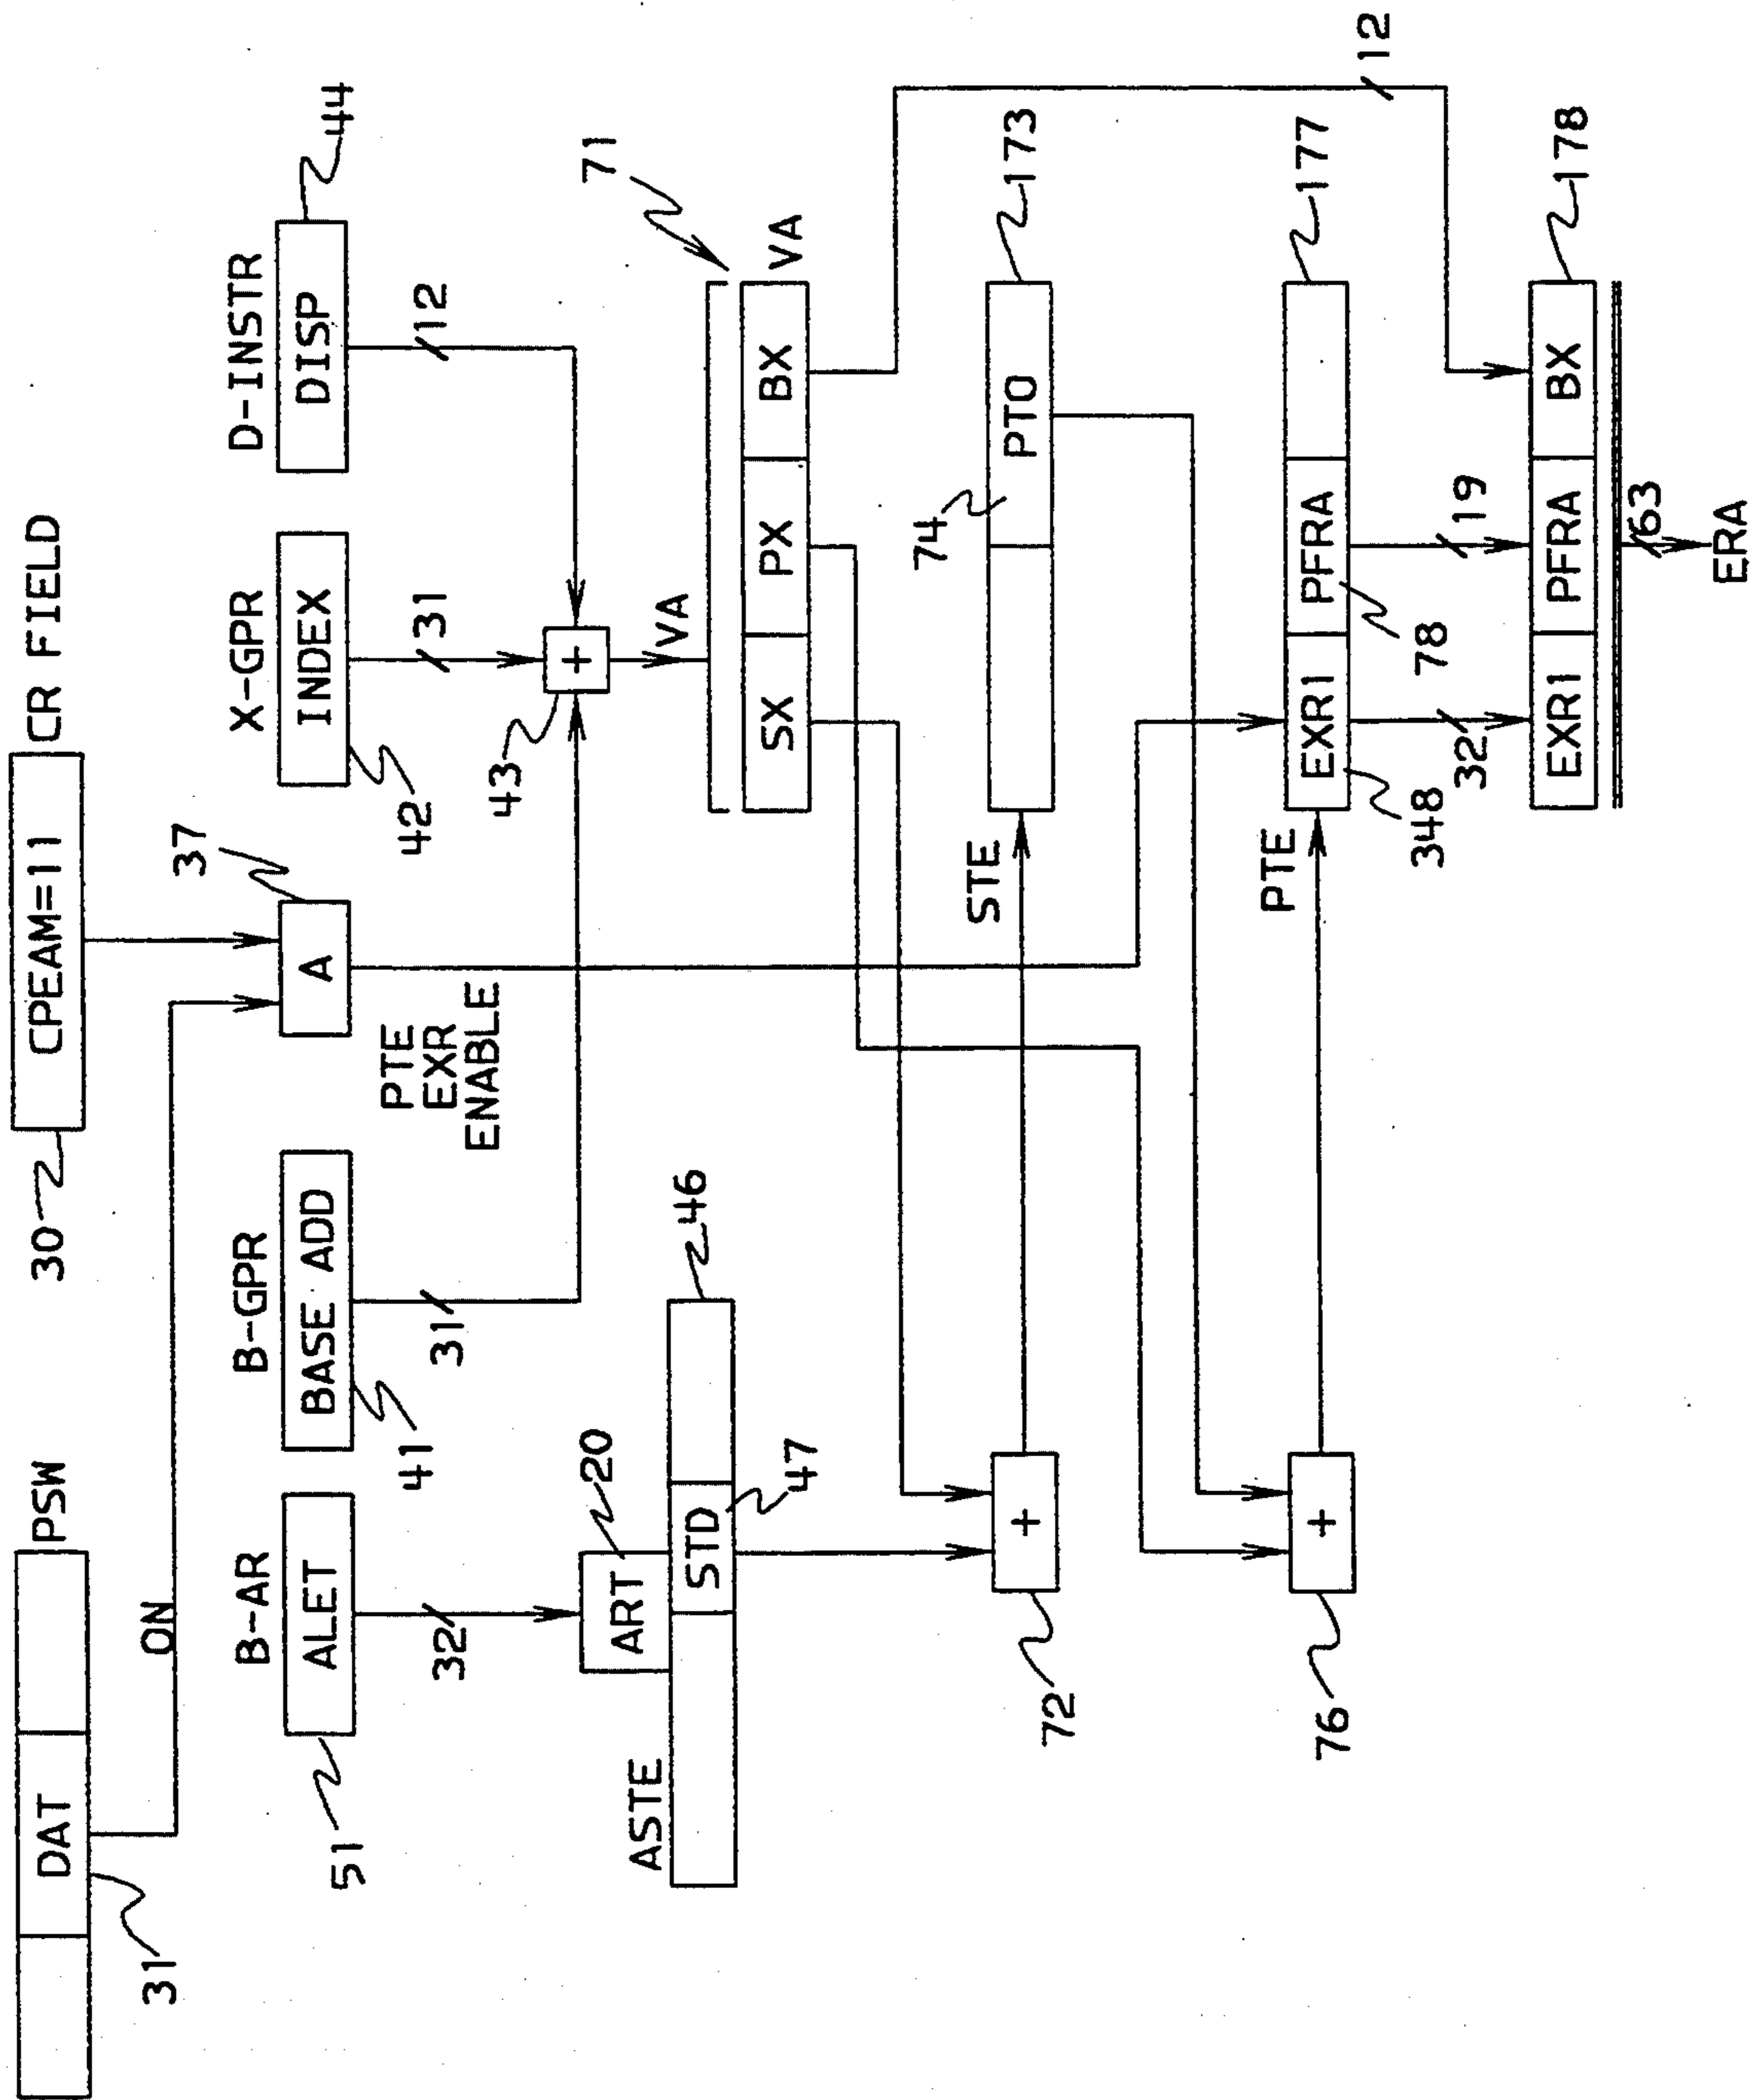 PSW
DAT
31
ON
CPEAM=11
CR FIELD
30
A
37
PTE
EXR
ENABLE
B-AR
ALET
51
32
B-GPR
BASE ADD
41
31
X-GPR
INDEX
42
31
D-INSTR
DISP
44
12
+
43
VA
ART
20
ASTE
STD
46
47
71
SX
PX
BX
VA
+
72
STE
PTO
74
173
+
76
PTE
EXR1
PFRA
177
348
78
32
19
12
EXR1
PFRA
BX
178
63
ERA